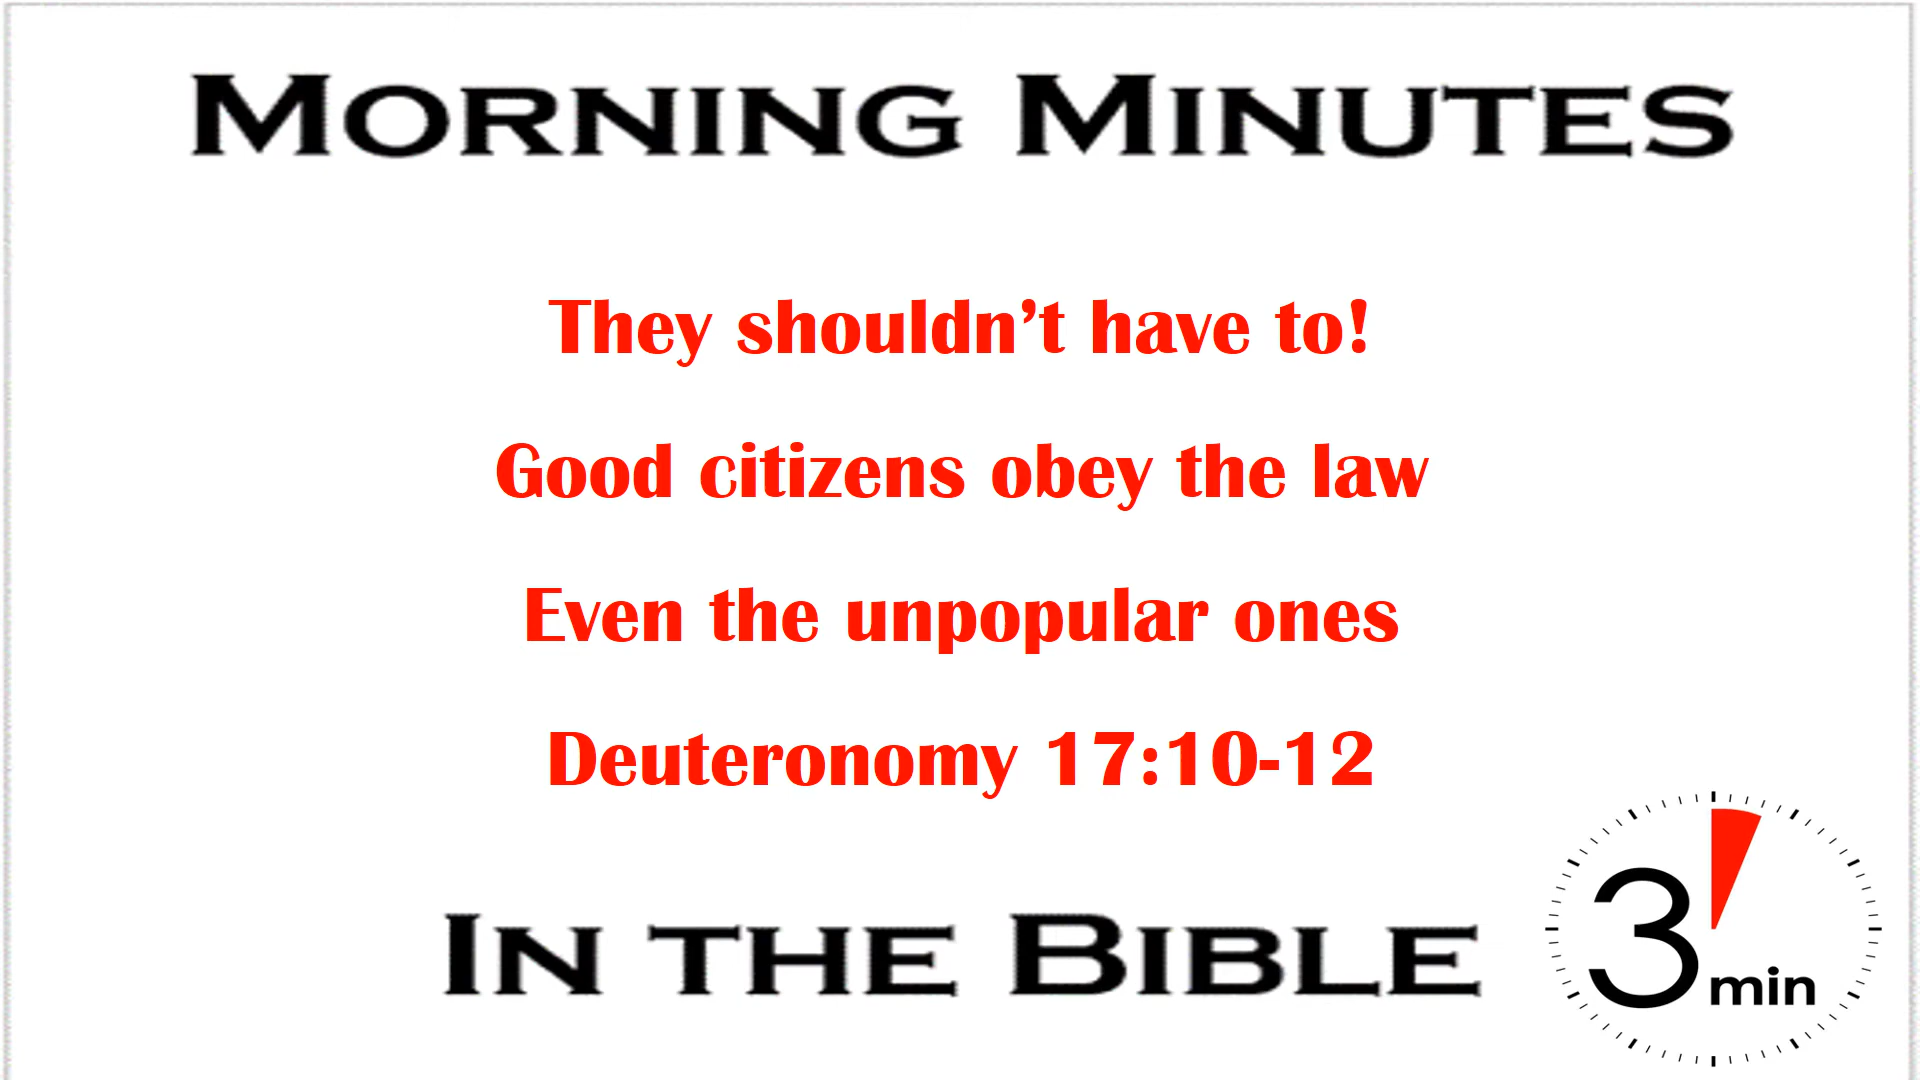 MORNING MINUTES
They shouldn’t have to!
Good citizens obey the law
Even the unpopular ones
Deuteronomy 17:10-12
IN THE BIBLE
3 min